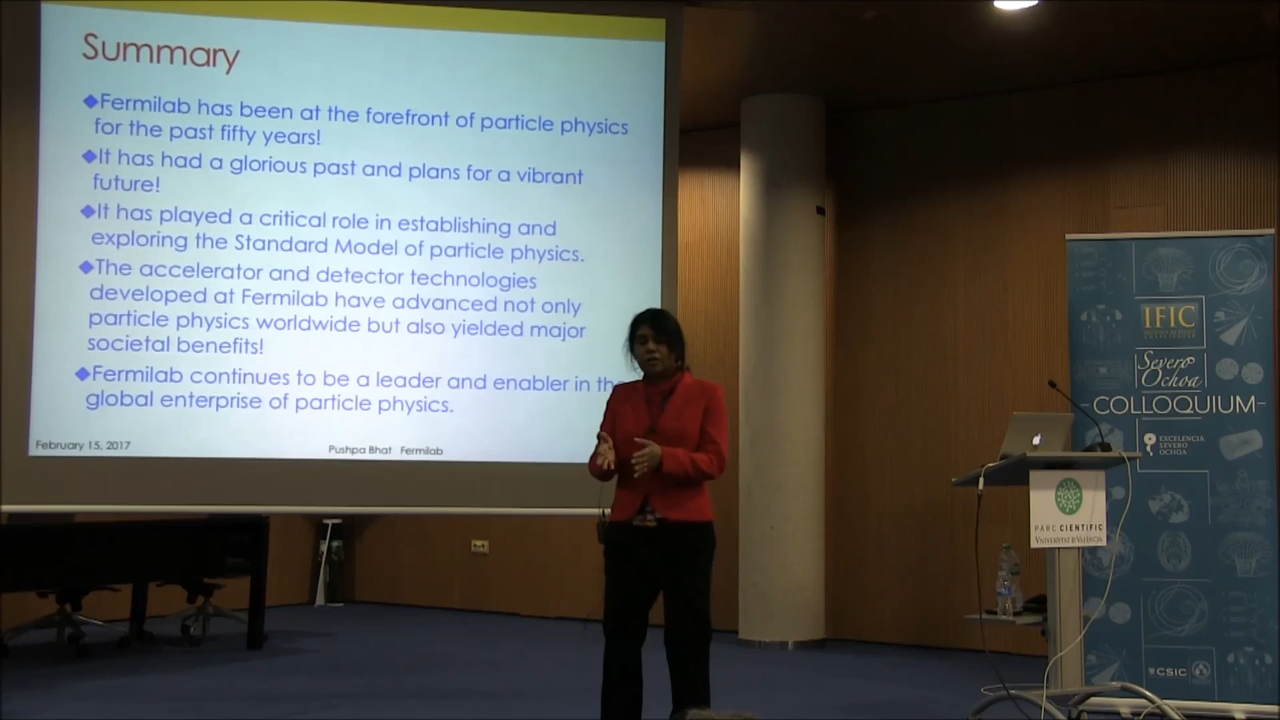 Summary
◆Fermilab has been at the forefront of particle physics
for the past fifty years!
◆It has had a glorious past and plans for a vibrant
future!
◆It has played a critical role in establishing and
exploring the Standard Model of particle physics.
◆The accelerator and detector technologies
developed at Fermilab have advanced not only
particle physics worldwide but also yielded major
societal benefits!
◆Fermilab continues to be a leader and enabler in the
global enterprise of particle physics.
February 15, 2017
Pushpa Bhat Fermilab
IFIC
Severo
Ochoa
-COLLOQUIUM-
EXCELENCIA
SEVERO
OCHOA
PARC CIENTÍFIC
CSIC